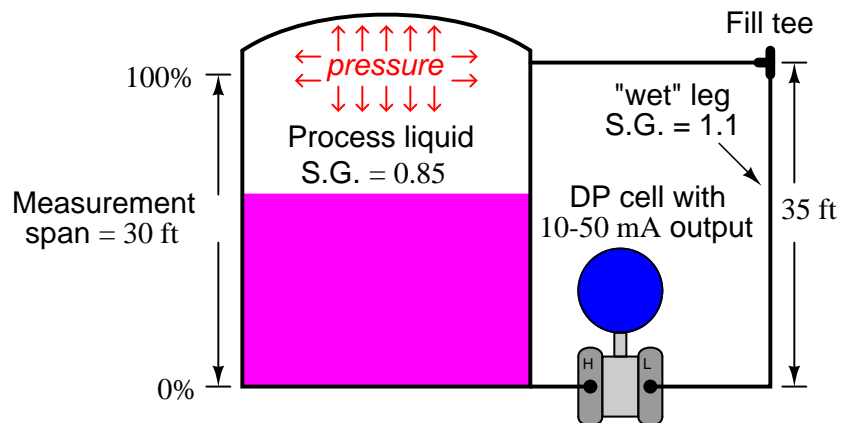 Fill tee
100%
pressure
"wet" leg
S.G. = 1.1
Process liquid
S.G. = 0.85
Measurement
span = 30 ft
DP cell with
10-50 mA output
35 ft
H
L
0%